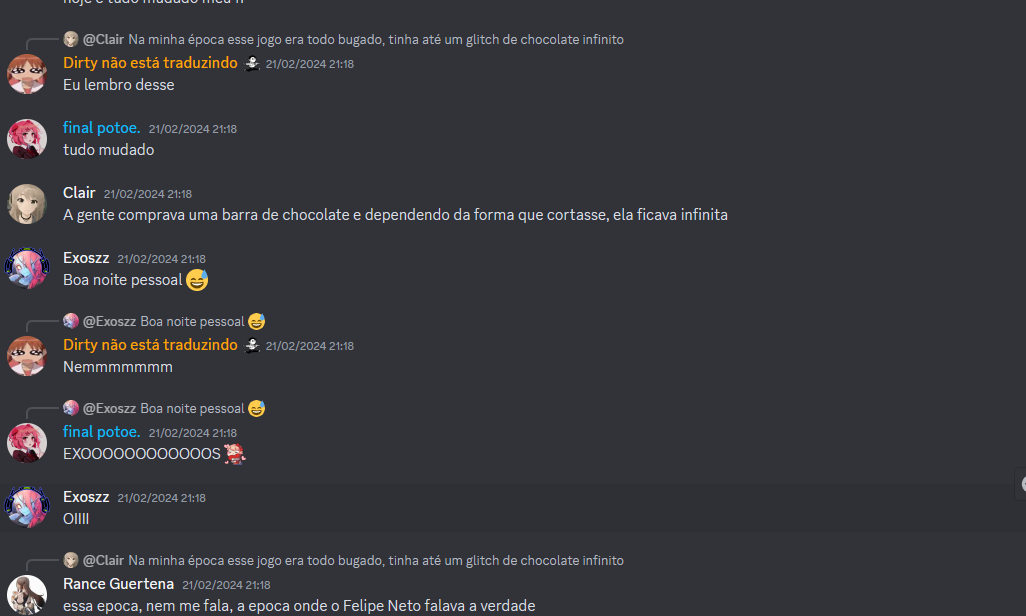 hoje é tudo mudado meu fi
@Clair Na minha época esse jogo era todo bugado, tinha até um glitch de chocolate infinito
Dirty não está traduzindo 21/02/2024 21:18
Eu lembro desse
final potoe. 21/02/2024 21:18
tudo mudado
Clair 21/02/2024 21:18
A gente comprava uma barra de chocolate e dependendo da forma que cortasse, ela ficava infinita
Exoszz 21/02/2024 21:18
Boa noite pessoal 😅
@Exoszz Boa noite pessoal 😅
Dirty não está traduzindo 21/02/2024 21:18
Nemmmmmmm
@Exoszz Boa noite pessoal 😅
final potoe. 21/02/2024 21:18
EXOOOOOOOOOOOOS
Exoszz 21/02/2024 21:18
OIIII
@Clair Na minha época esse jogo era todo bugado, tinha até um glitch de chocolate infinito
Rance Guertena 21/02/2024 21:18
essa epoca, nem me fala, a epoca onde o Felipe Neto falava a verdade